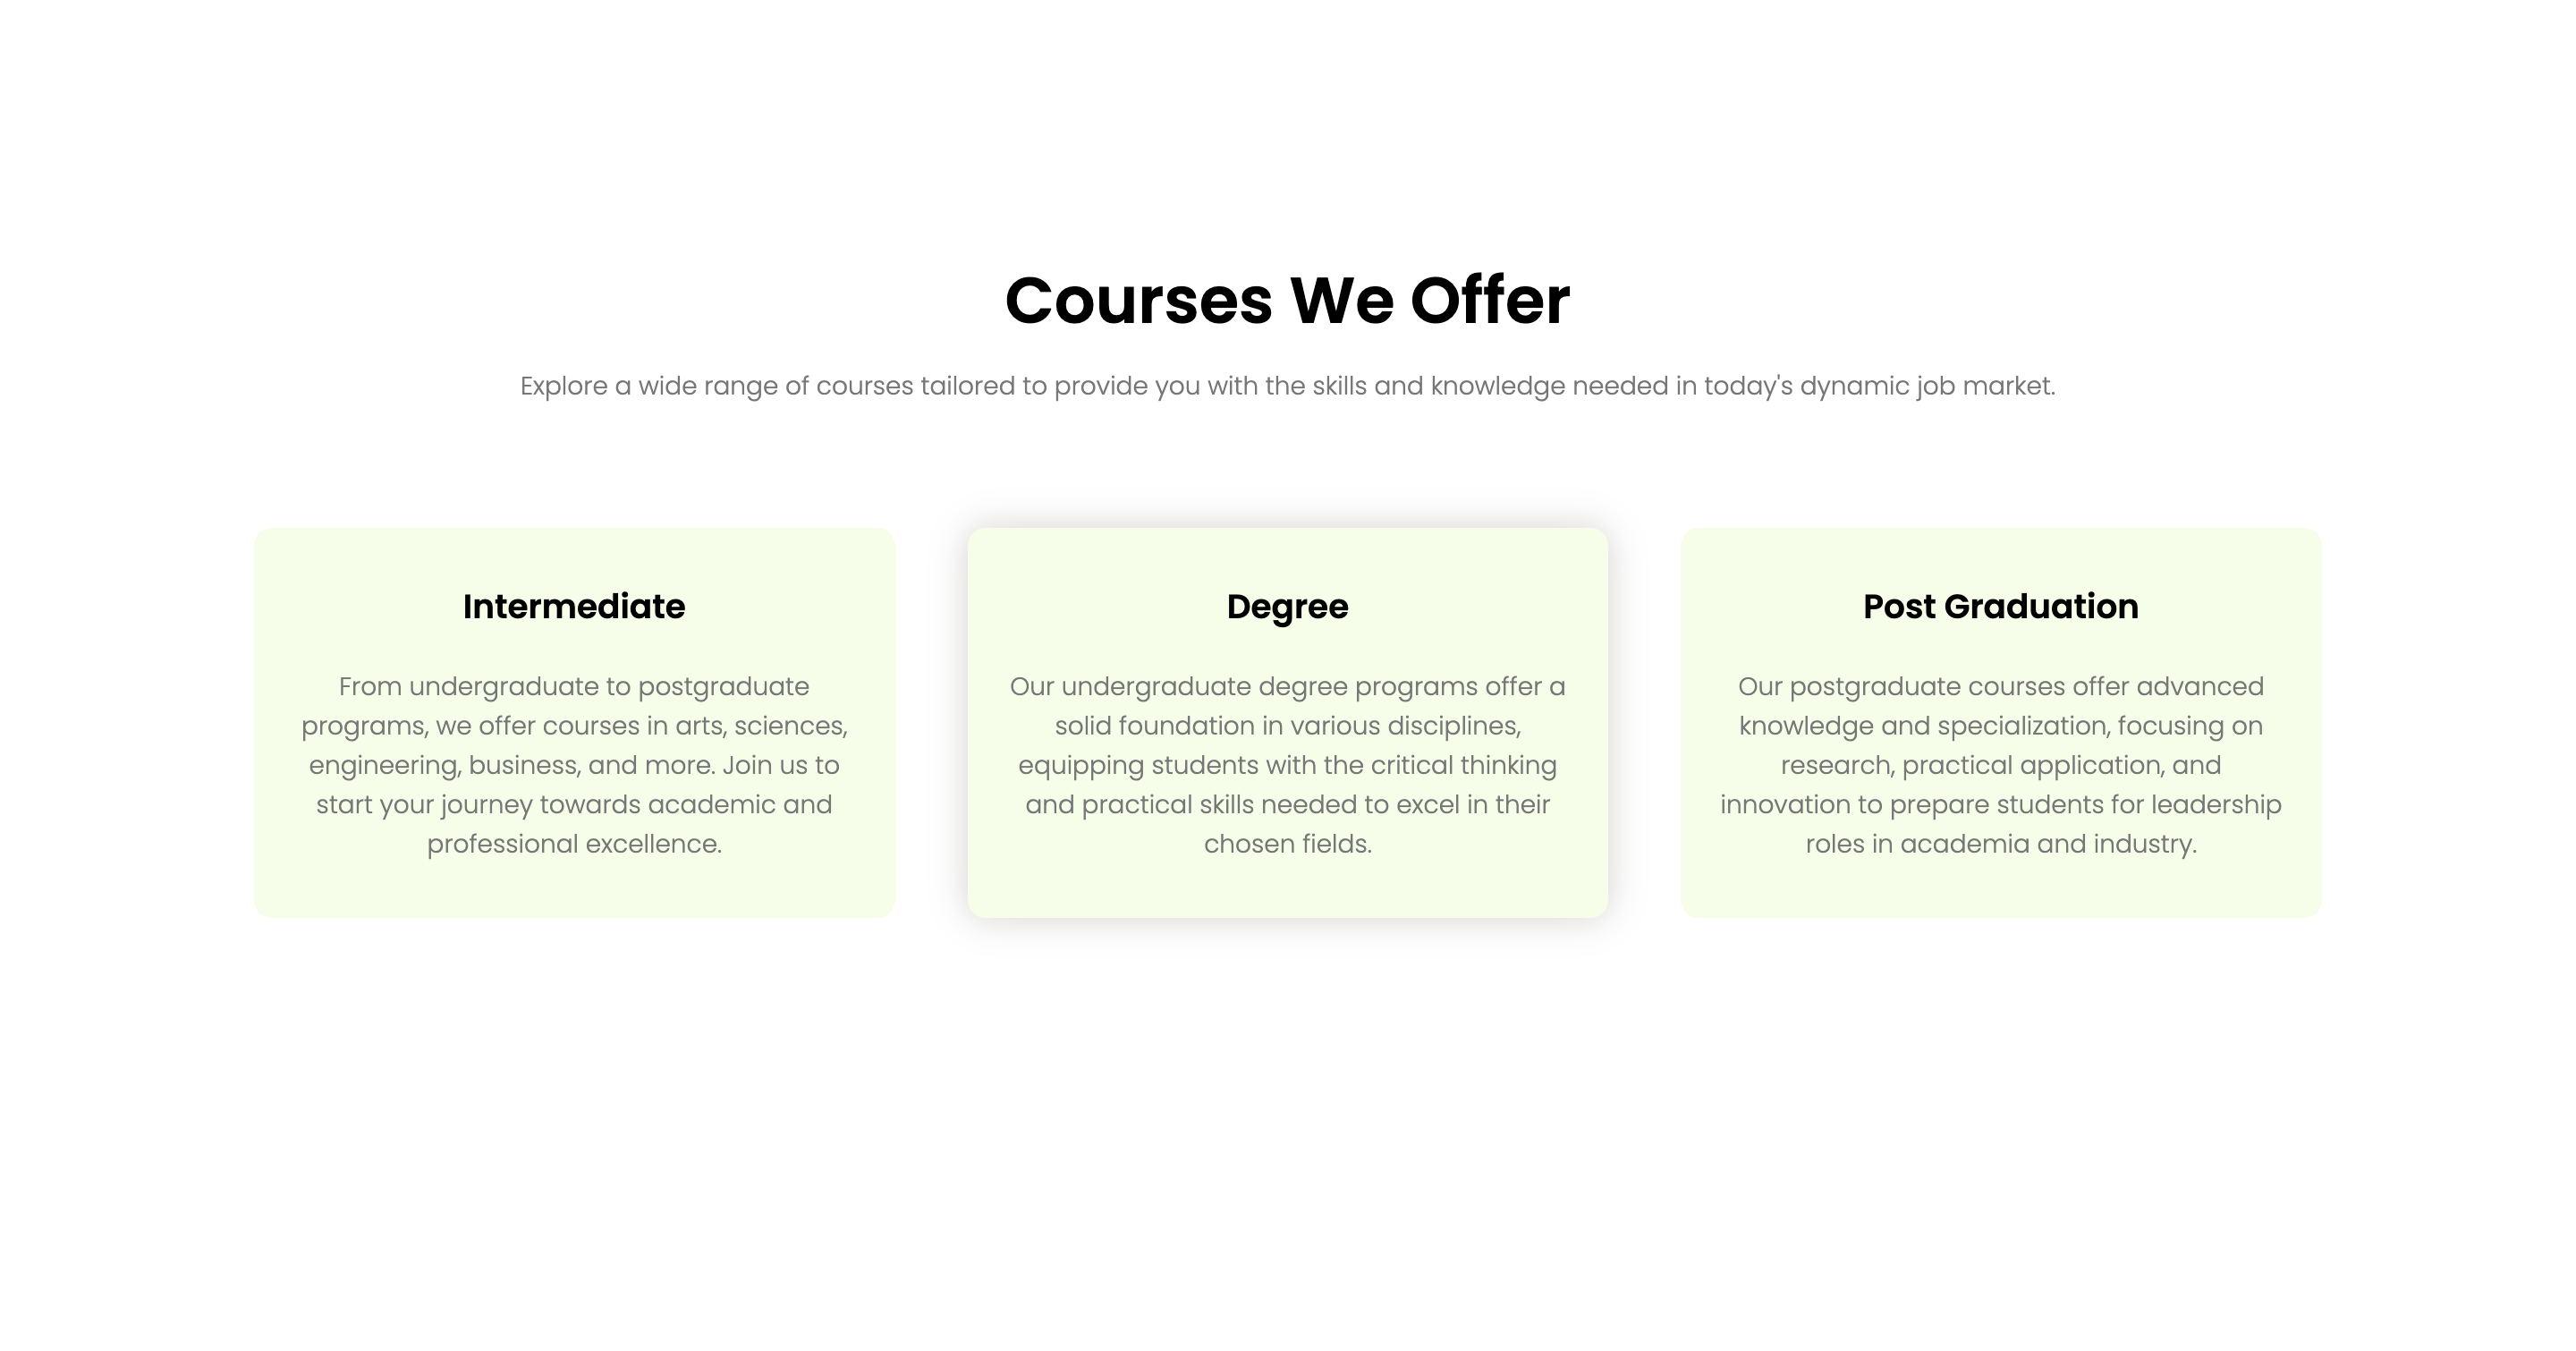 Courses We Offer
Explore a wide range of courses tailored to provide you with the skills and knowledge needed in today's dynamic job market.
Intermediate
From undergraduate to postgraduate
programs, we offer courses in arts, sciences,
engineering, business, and more. Join us to
start your journey towards academic and
professional excellence.
Degree
Our undergraduate degree programs offer a
solid foundation in various disciplines,
equipping students with the critical thinking
and practical skills needed to excel in their
chosen fields.
Post Graduation
Our postgraduate courses offer advanced
knowledge and specialization, focusing on
research, practical application, and
innovation to prepare students for leadership
roles in academia and industry.